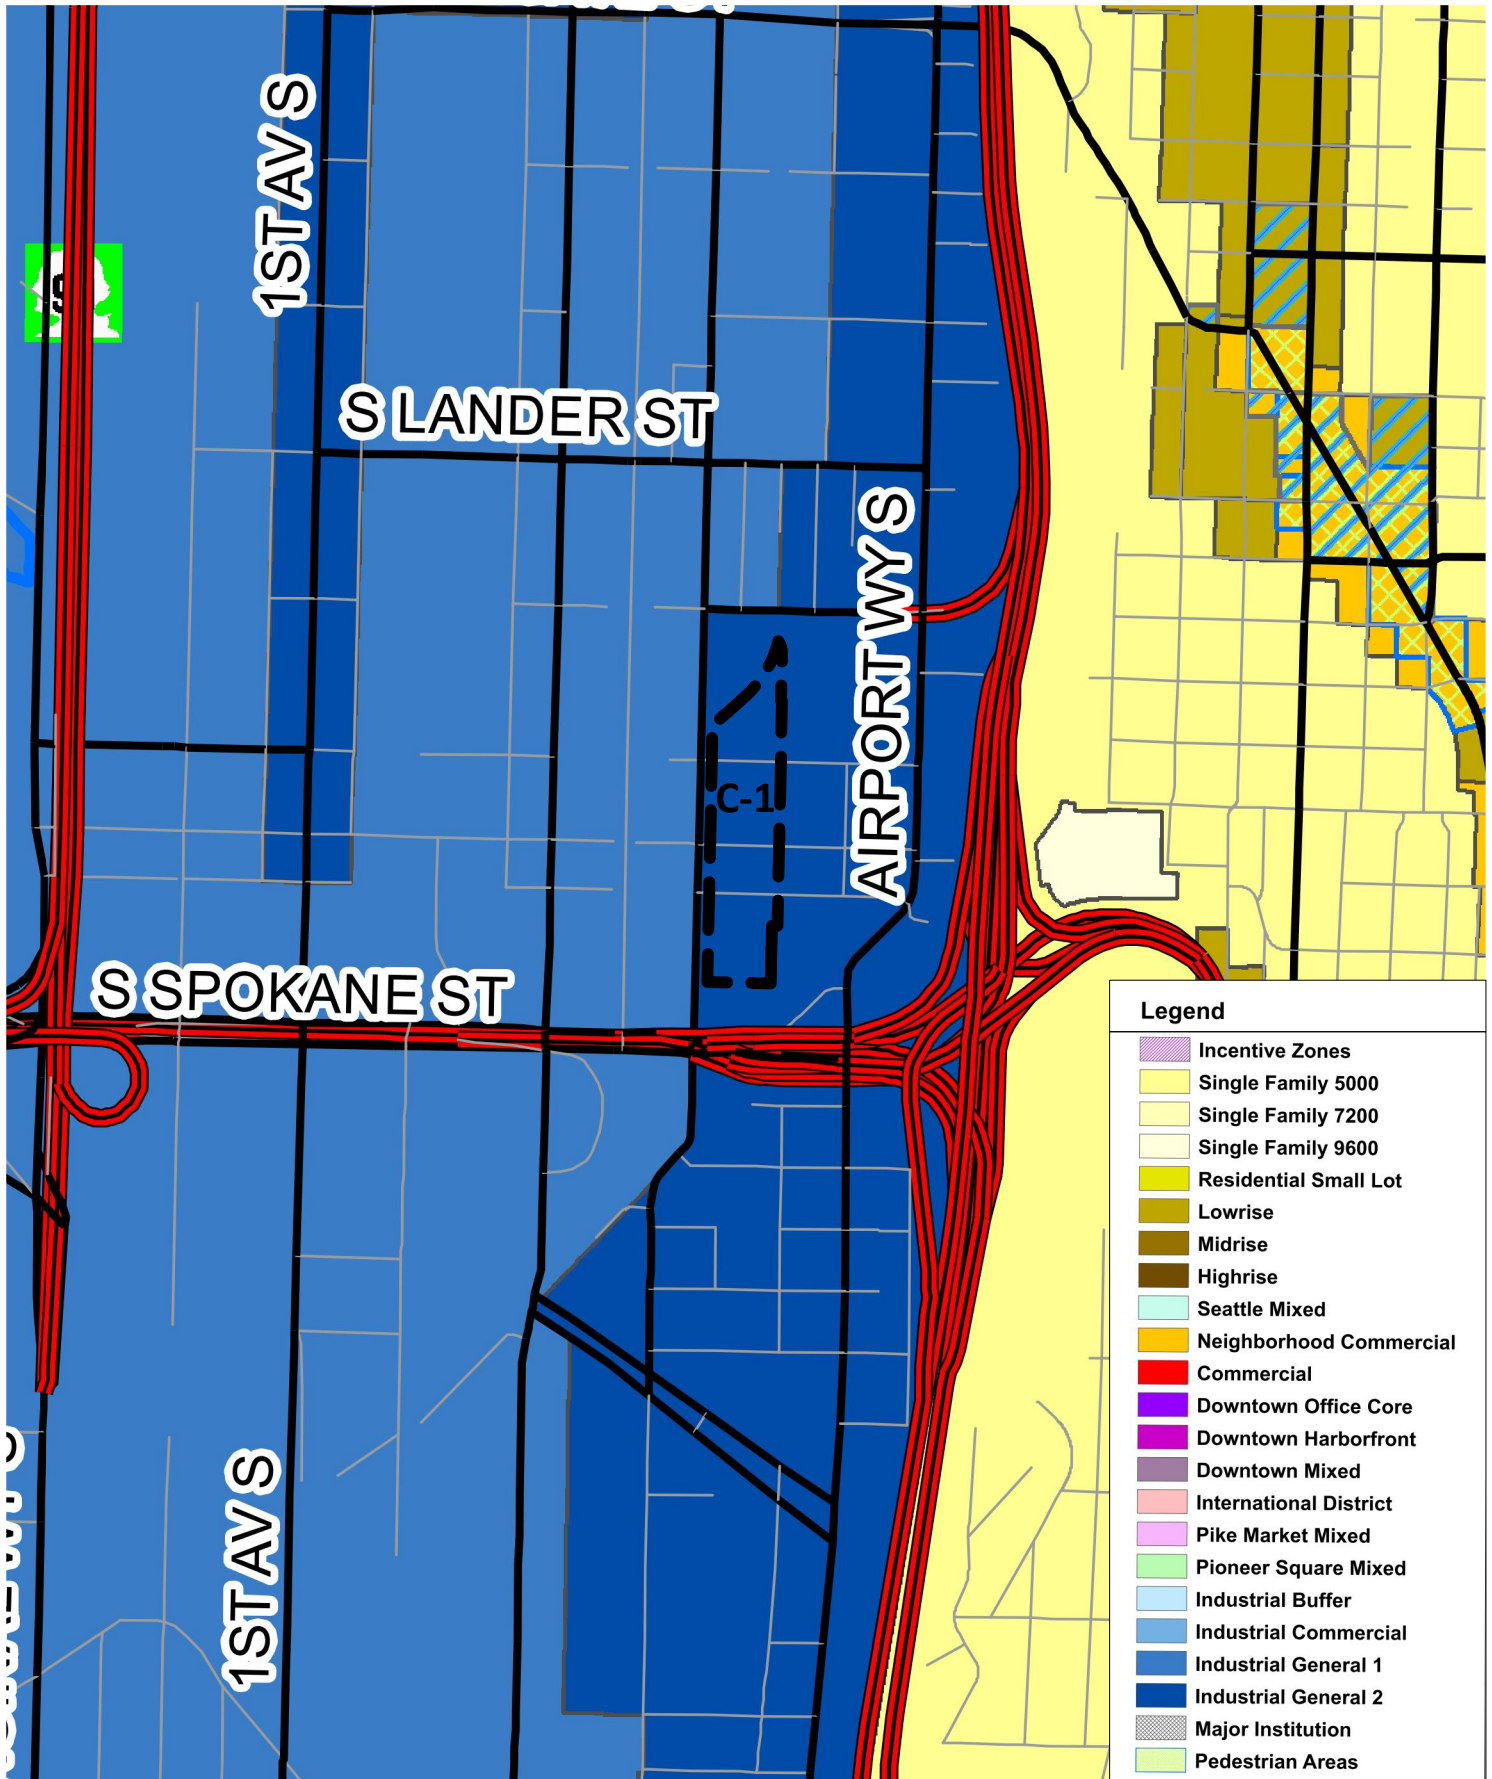 1ST AV S
9
S LANDER ST
AIRPORT WY S
C-1
S SPOKANE ST
1ST AV S
Legend
Incentive Zones
Single Family 5000
Single Family 7200
Single Family 9600
Residential Small Lot
Lowrise
Midrise
Highrise
Seattle Mixed
Neighborhood Commercial
Commercial
Downtown Office Core
Downtown Harborfront
Downtown Mixed
International District
Pike Market Mixed
Pioneer Square Mixed
Industrial Buffer
Industrial Commercial
Industrial General 1
Industrial General 2
Major Institution
Pedestrian Areas